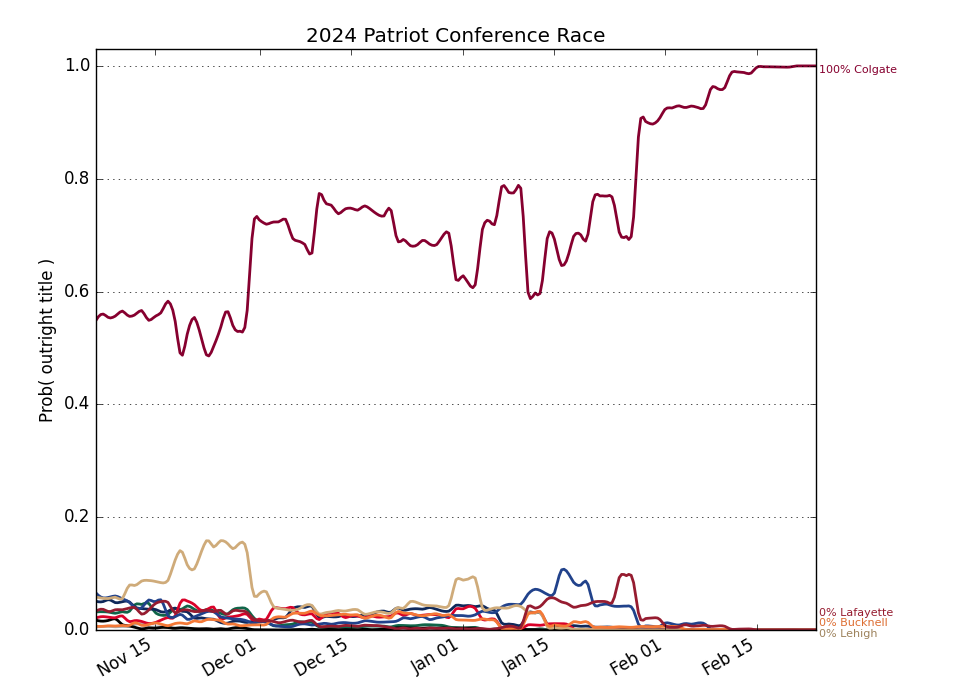 2024 Patriot Conference Race
1.0
0.8
0.6
0.4
0.2
0.0
Prob( outright title )
Nov 15
Dec 01
Dec 15
Jan 01
Jan 15
Feb 01
Feb 15
100% Colgate
0% Lafayette
0% Bucknell
0% Lehigh